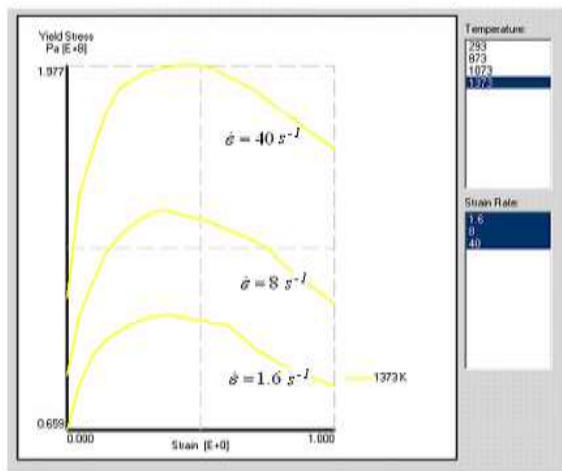 Yield Stress
Pa [E+8]
1.977
ε̇ = 40 s⁻¹
ε̇ = 8 s⁻¹
ε̇ = 1.6 s⁻¹
1373 K
0.659
0.000
1.000
Strain [E+0]
Temperature:
293
873
1073
1373
Strain Rate:
1.6
8
40